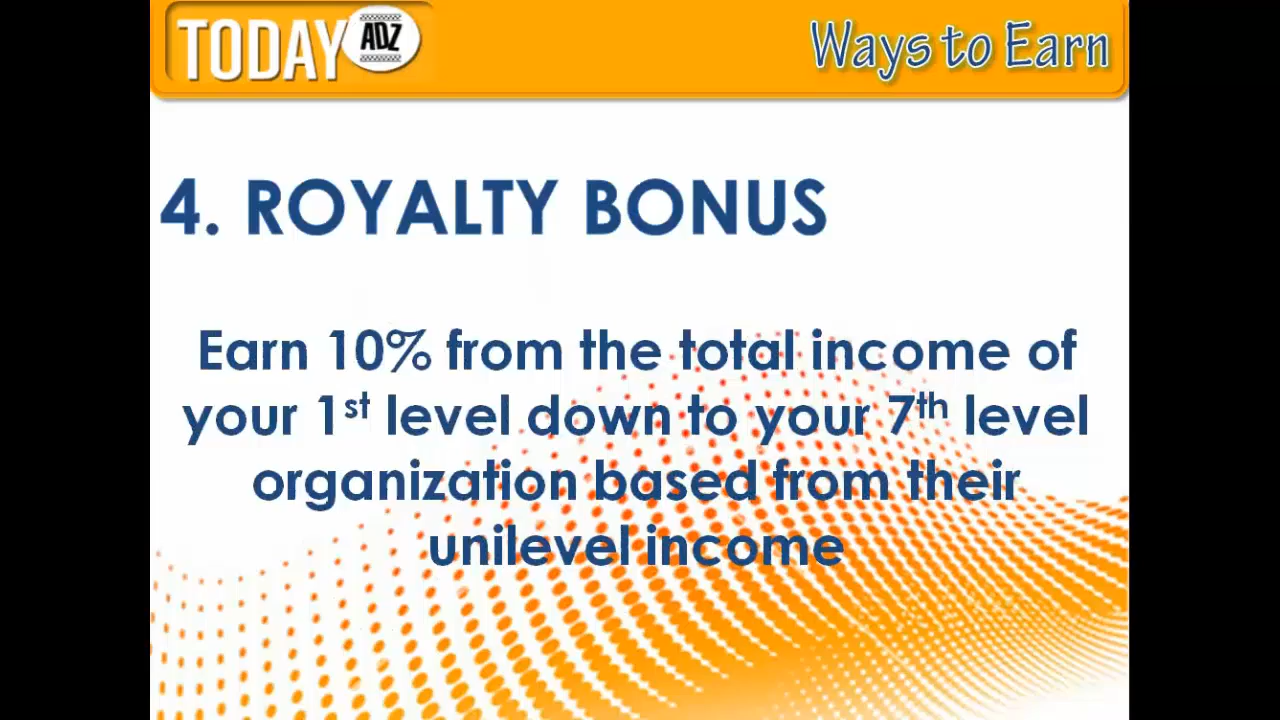 TODAY ADZ
Ways to Earn
4. ROYALTY BONUS
Earn 10% from the total income of
your 1st level down to your 7th level
organization based from their
unilevel income